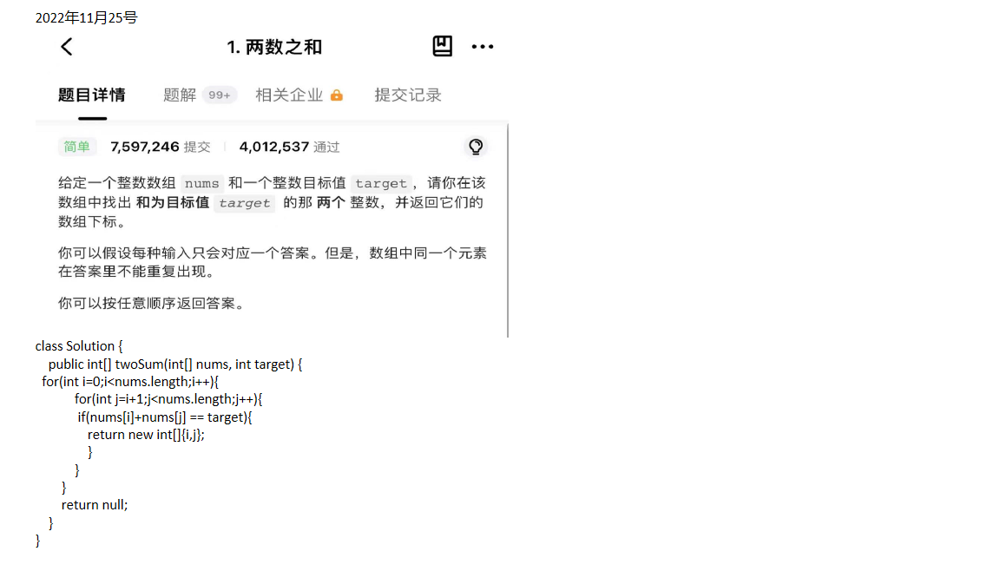 2022年11月25号
1. 两数之和
题目详情 题解 99+ 相关企业 提交记录
简单 7,597,246 提交 4,012,537 通过
给定一个整数数组 nums 和一个整数目标值 target，请你在该
数组中找出 和为目标值 target 的那 两个 整数，并返回它们的
数组下标。
你可以假设每种输入只会对应一个答案。但是，数组中同一个元素
在答案里不能重复出现。
你可以按任意顺序返回答案。
class Solution {
public int[] twoSum(int[] nums, int target) {
for(int i=0;i<nums.length;i++){
for(int j=i+1;j<nums.length;j++){
if(nums[i]+nums[j] == target){
return new int[]{i,j};
}
}
}
return null;
}
}